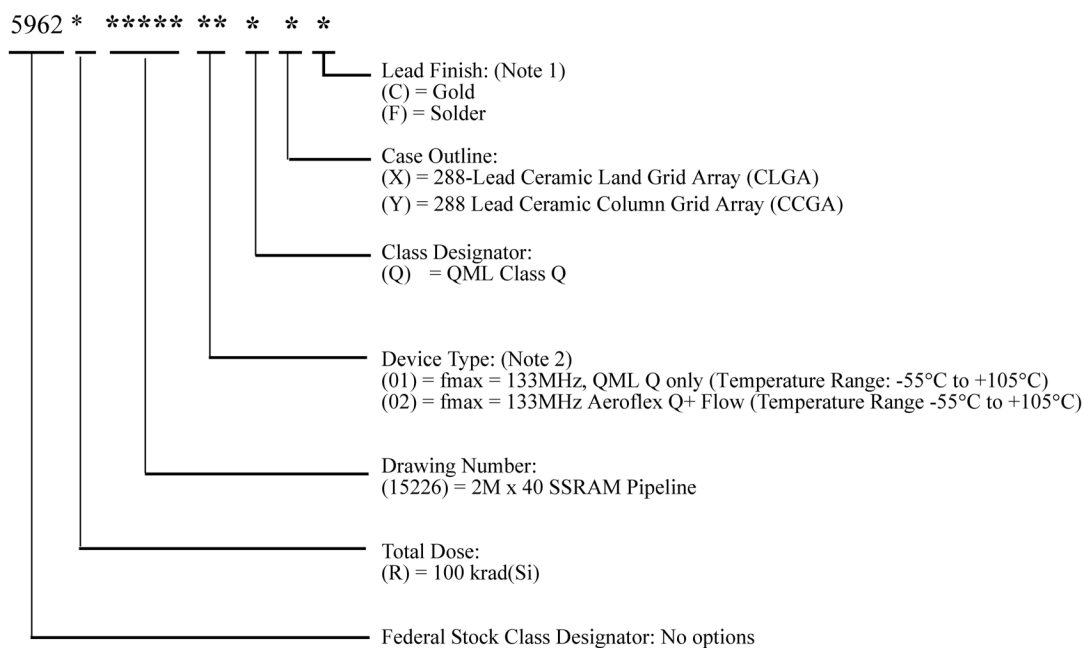 5962 * ***** ** * * *
Lead Finish: (Note 1)
(C) = Gold
(F) = Solder
Case Outline:
(X) = 288-Lead Ceramic Land Grid Array (CLGA)
(Y) = 288 Lead Ceramic Column Grid Array (CCGA)
Class Designator:
(Q) = QML Class Q
Device Type: (Note 2)
(01) = fmax = 133MHz, QML Q only (Temperature Range: -55°C to +105°C)
(02) = fmax = 133MHz Aeroflex Q+ Flow (Temperature Range -55°C to +105°C)
Drawing Number:
(15226) = 2M x 40 SSRAM Pipeline
Total Dose:
(R) = 100 krad(Si)
Federal Stock Class Designator: No options